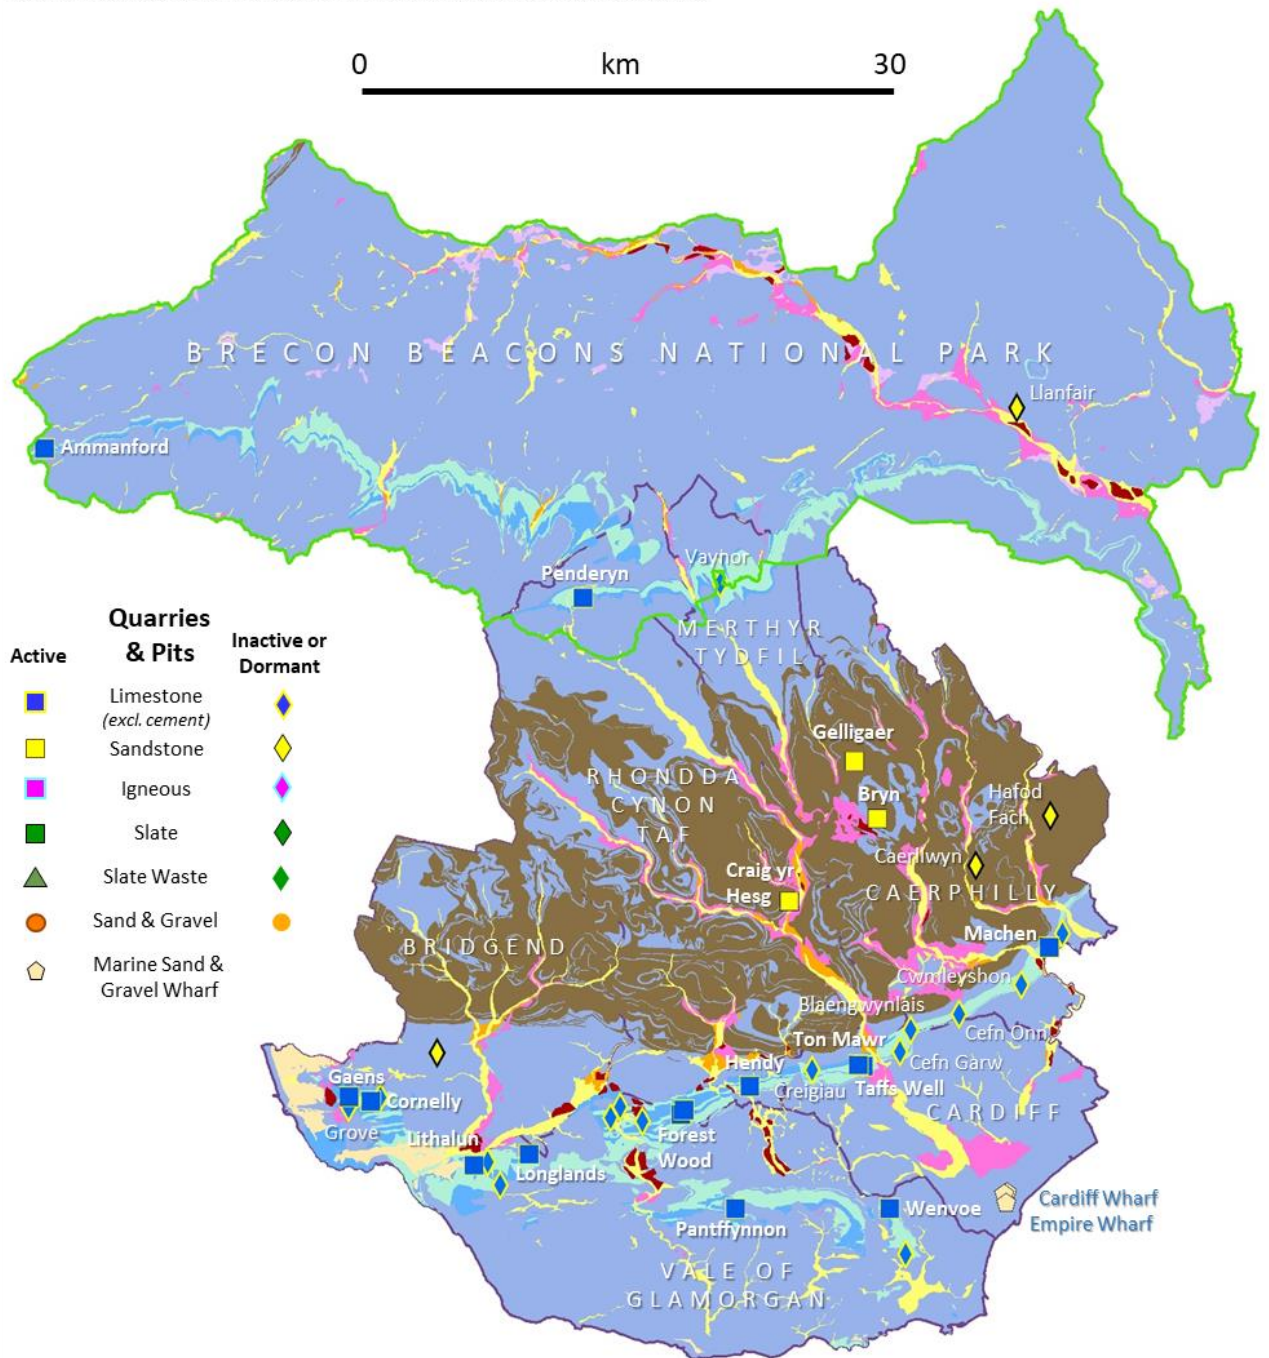 0 km 30
BRECON BEACONS NATIONAL PARK
Llanfair
Ammanford
Vaynor
Penderyn
Quarries
& Pits
Active
Inactive or
Dormant
Limestone
(excl. cement)
Sandstone
Igneous
Slate
Slate Waste
Sand & Gravel
Marine Sand &
Gravel Wharf
MERTHYR
TYDFIL
Gelligaer
RHONDDA
CYNON
TAF
Bryn
Hafod
Fach
Caerllwyn
Craig yr
Hesg
CAERPHILLY
BRIDGEND
Machen
Cwmleyshon
Blaengwynlais
Cefn Onn
Ton Mawr
Cefn Garw
Hendy
Creigiau
Taffs Well
Gaens
Cornelly
CARDIFF
Grove
Lithalun
Forest
Wood
Longlands
Cardiff Wharf
Empire Wharf
Wenvoe
Pantffynnon
VALE OF
GLAMORGAN